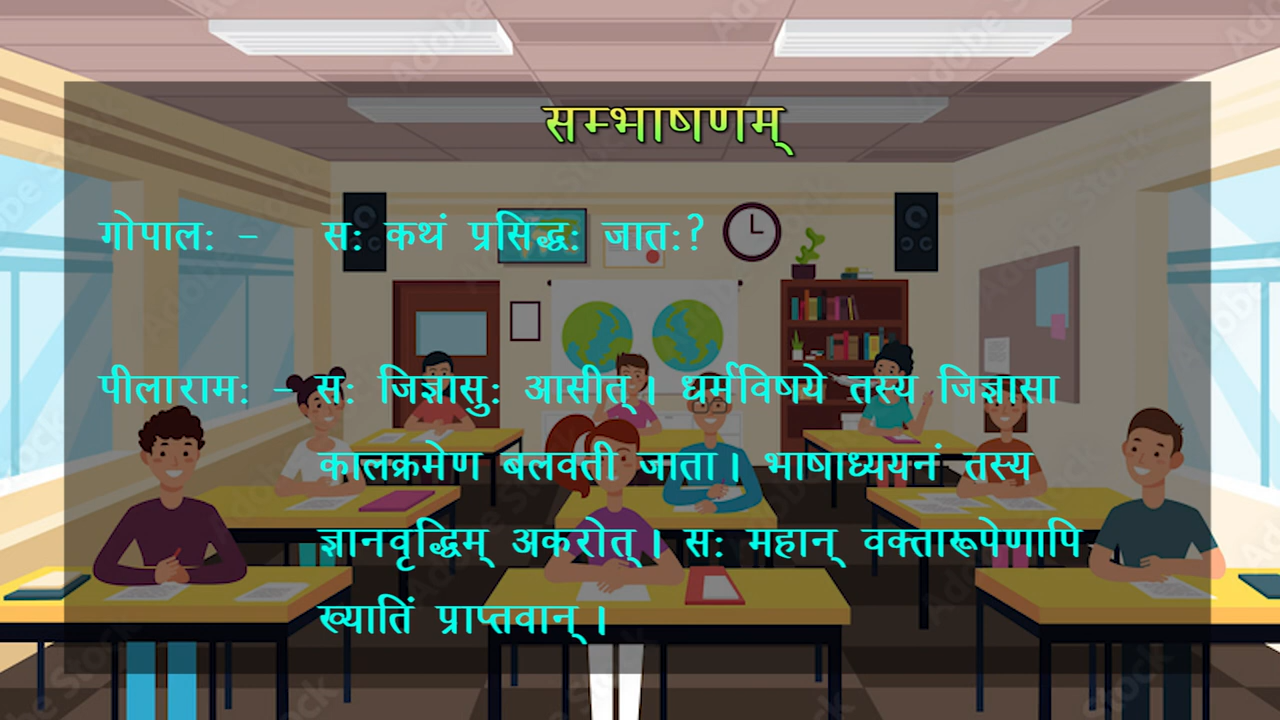 सम्भाषणम्
गोपालः – सः कथं प्रसिद्धः जातः?
पीलारामः – सः जिज्ञासुः आसीत्। धर्मविषये तस्य जिज्ञासा
कालक्रमेण बलवती जाता। भाषाध्ययनं तस्य
ज्ञानवृद्धिम् अकरोत्। सः महान् वक्तारूपेणापि
ख्यातिं प्राप्तवान्।